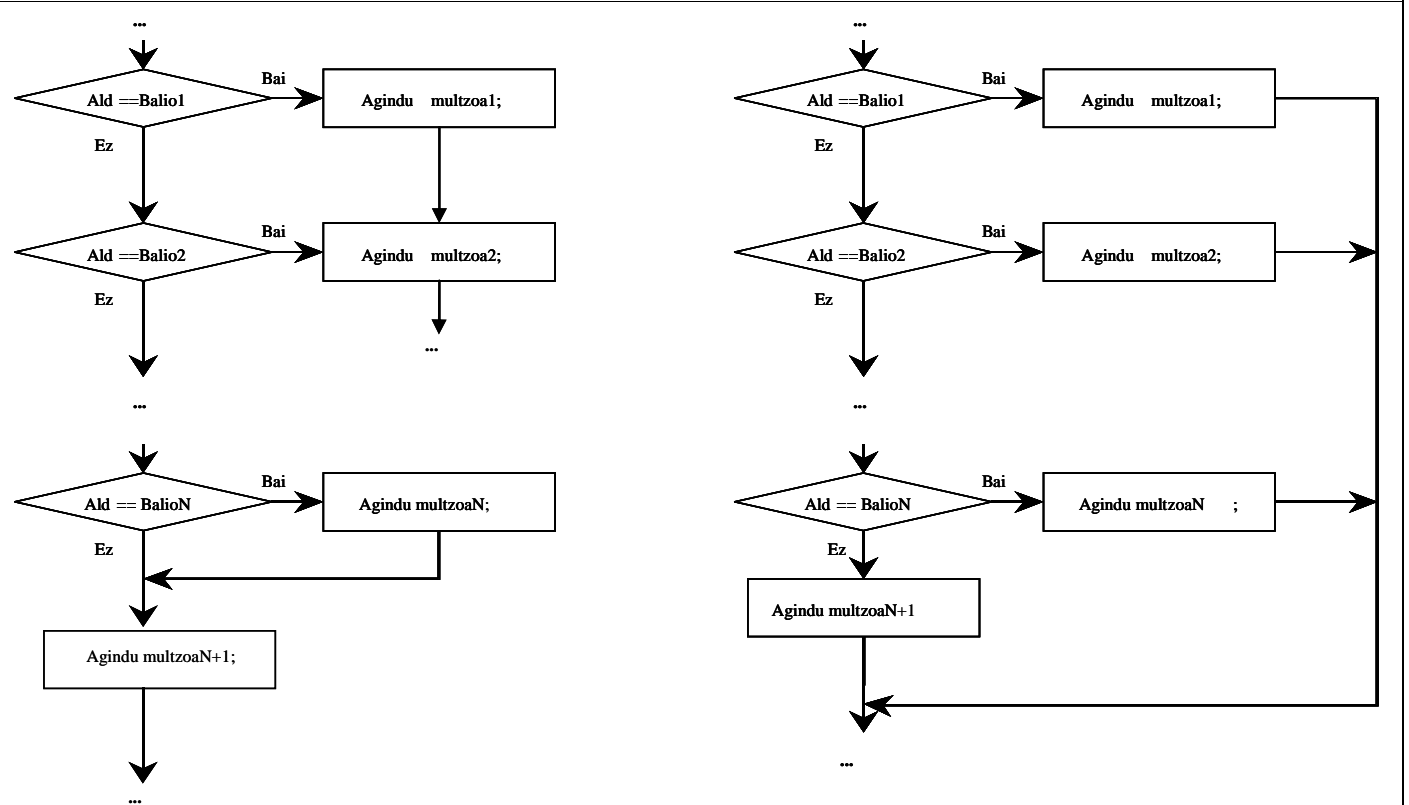 ...
Ald ==Balio1
Bai
Agindu multzoa1;
Ez
Ald ==Balio2
Bai
Agindu multzoa2;
Ez
...
...
Ald == BalioN
Bai
Agindu multzoaN;
Ez
Agindu multzoaN+1;
...
...
Ald ==Balio1
Bai
Agindu multzoa1;
Ez
Ald ==Balio2
Bai
Agindu multzoa2;
Ez
...
Ald == BalioN
Bai
Agindu multzoaN ;
Ez
Agindu multzoaN+1
...